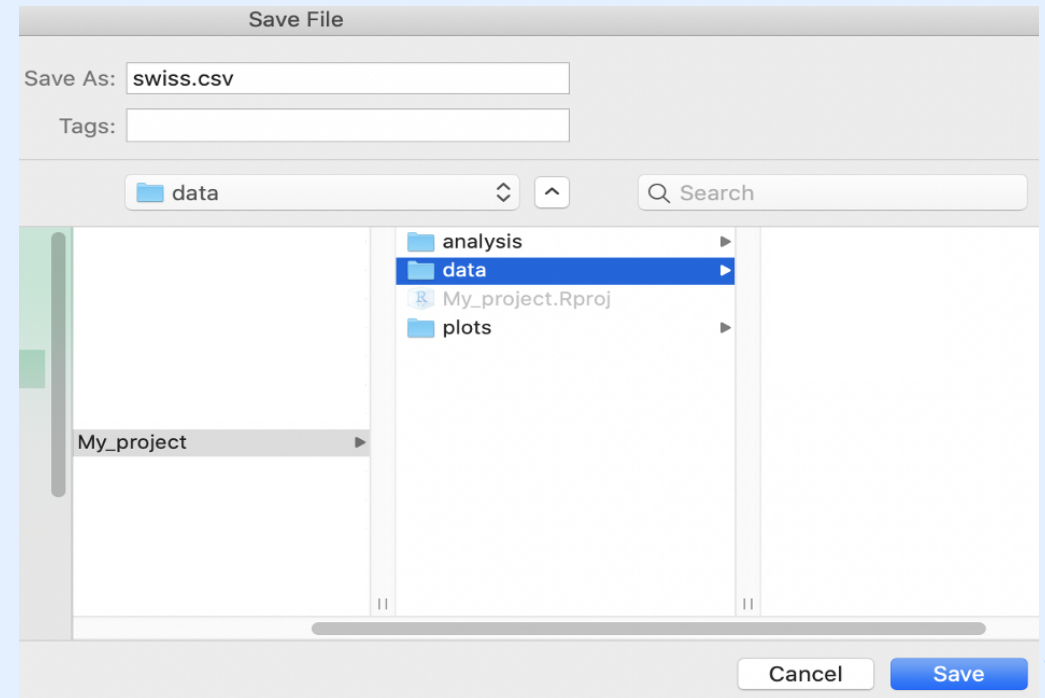 Save File
Save As: swiss.csv
Tags:
data
Search
analysis
data
R My_project.Rproj
plots
My_project
Cancel Save